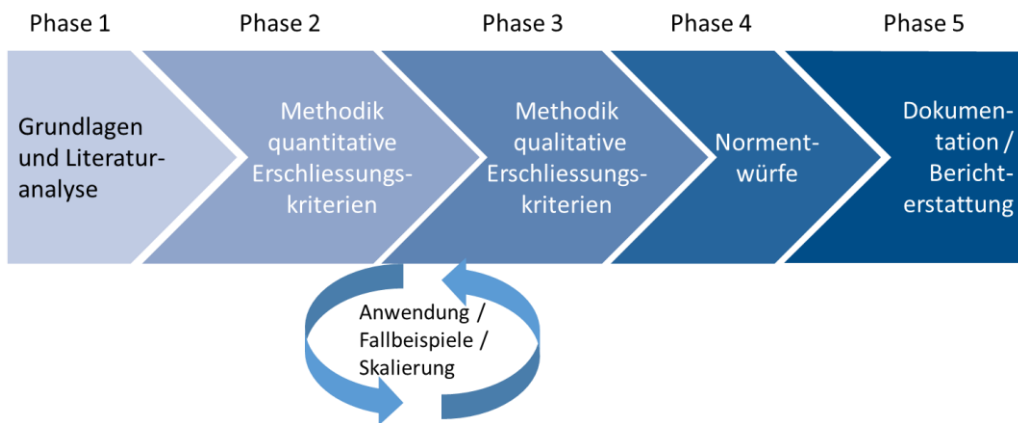 Phase 1
Phase 2
Phase 3
Phase 4
Phase 5
Grundlagen
und Literatur-
analyse
Methodik
quantitative
Erschliessungs-
kriterien
Methodik
qualitative
Erschliessungs-
kriterien
Norment-
würfe
Dokumen-
tation /
Bericht-
erstattung
Anwendung /
Fallbeispiele /
Skalierung